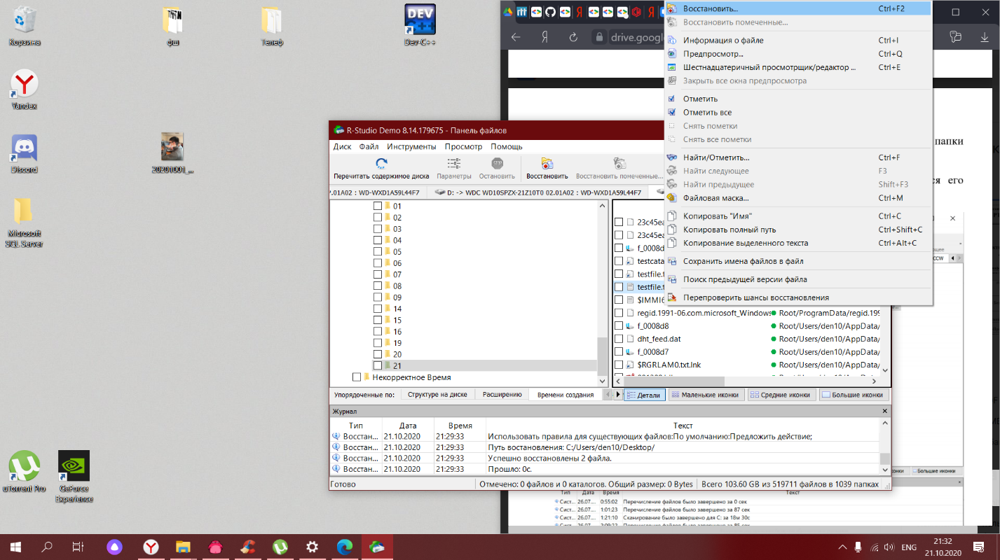 Корзина
фш
Телеф
Dev-C++
Yandex
Discord
20201001_...
Microsoft
SQL Server
uTorrent Pro
GeForce
Experience
drive.google
папки
ся его
R-Studio Demo 8.14.179675 - Панель файлов
Диск Файл Инструменты Просмотр Помощь
Перечитать содержимое диска Параметры Остановить Восстановить Восстановить помеченные...
*.01A02 : WD-WXD1A59L44F7 D: -> WDC WD10SPZX-21Z10T0 02.01A02 : WD-WXD1A59L44F7
01
02
03
04
05
06
07
08
09
14
15
16
19
20
21
Некорректное Время
Упорядоченные по: Структуре на диске Расширению Времени создания
23c45ea
23c45ea
f_0008d
testcata
testfile.t
testfile.t
$IMMI6
regid.1991-06.com.microsoft_Windows Root/ProgramData/regid.199
f_0008d8 Root/Users/den10/AppData/
dht_feed.dat Root/Users/den10/AppData/
f_0008d7 Root/Users/den10/AppData/
$RGRLAM0.txt.lnk Root/Users/den10/AppData/
Детали Маленькие иконки Средние иконки Большие иконки
Восстановить... Ctrl+F2
Восстановить помеченные...
Информация о файле Ctrl+I
Предпросмотр... Ctrl+Q
Шестнадцатеричный просмотрщик/редактор ... Ctrl+E
Закрыть все окна предпросмотра
Отметить
Отметить все
Снять пометки
Снять все пометки
Найти/Отметить... Ctrl+F
Найти следующее F3
Найти предыдущее Shift+F3
Файловая маска... Ctrl+M
Копировать "Имя" Ctrl+C
Копировать полный путь Ctrl+Shift+C
Копирование выделенного текста Ctrl+Alt+C
Сохранить имена файлов в файл
Поиск предыдущей версии файла
Перепроверить шансы восстановления
Журнал
Тип Дата Время Текст
Восстан... 21.10.2020 21:29:33 Использовать правила для существующих файлов:По умолчанию:Предложить действие;
Восстан... 21.10.2020 21:29:33 Путь востановления: C:/Users/den10/Desktop/
Восстан... 21.10.2020 21:29:33 Успешно восстановлены 2 файла.
Восстан... 21.10.2020 21:29:33 Прошло: 0с.
Готово Отмечено: 0 файлов и 0 каталогов. Общий размер: 0 Bytes Всего 103.60 GB из 519711 файлов в 1039 папках
ccw
Большие иконки
Тип Дата Время Текст
Сист... 26.07.... 0:55:02 Перечисление файлов было завершено за 0 сек
Сист... 26.07.... 1:01:23 Перечисление файлов было завершено за 87 сек
Сист... 26.07.... 1:21:10 Сканирование было завершено для C: за 18м 30с
ENG
21:32
21.10.2020